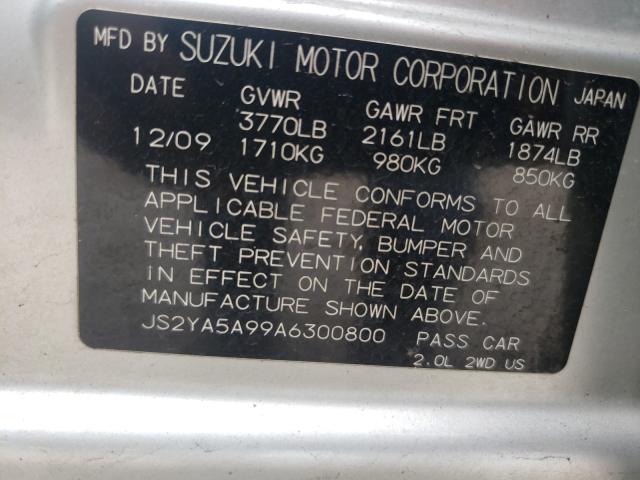 MFD BY SUZUKI MOTOR CORPORATION JAPAN
DATE GVWR GAWR FRT GAWR RR
12/09 3770LB 2161LB 1874LB
1710KG 980KG 850KG
THIS VEHICLE CONFORMS TO ALL
APPLICABLE FEDERAL MOTOR
VEHICLE SAFETY, BUMPER AND
THEFT PREVENTION STANDARDS
IN EFFECT ON THE DATE OF
MANUFACTURE SHOWN ABOVE.
JS2YA5A99A6300800 PASS CAR
2.0L 2WD US